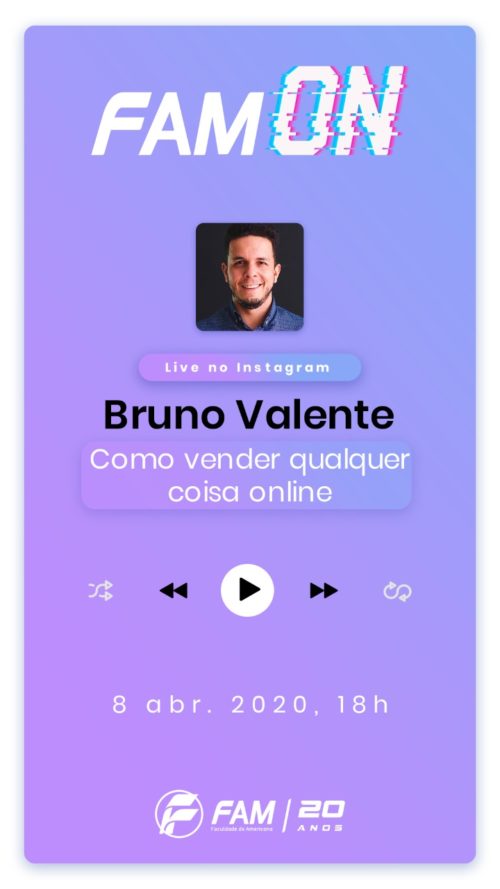 FAM ON
Live no Instagram
Bruno Valente
Como vender qualquer
coisa online
8 abr. 2020, 18h
FAM 20
Faculdade de Americana ANOS